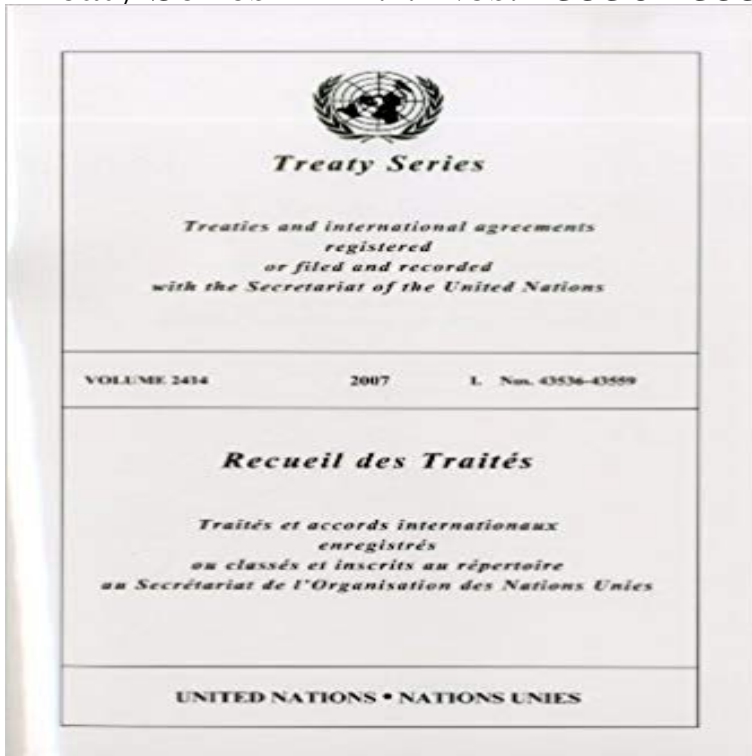 Treaty Series
Treaties and international agreements
registered
or filed and recorded
with the Secretariat of the United Nations
VOLUME 2414 2007 I. Nos. 43536-43559
Recueil des Traités
Traités et accords internationaux
enregistrés
ou classés et inscrits au répertoire
au Secrétariat de l'Organisation des Nations Unies
UNITED NATIONS • NATIONS UNIES